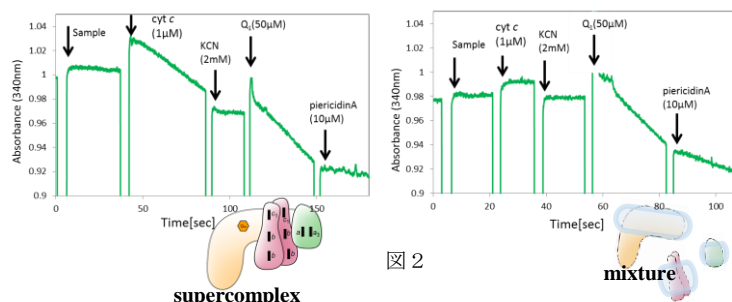 cyt c
(1μM)
Q₁(50μM)
Sample
KCN
(2mM)
piericidinA
(10μM)
Absorbance (340nm)
1.04
1.02
1
0.98
0.96
0.94
0.92
0.9
0
50
100
150
Time[sec]
supercomplex
Q₁(50μM)
cyt c
(1μM)
Sample
KCN
(2mM)
piericidinA
(10μM)
Absorbance (340nm)
1.04
1.02
1
0.98
0.96
0.94
0.92
0.9
0
20
40
60
80
100
Time[sec]
mixture
図 2